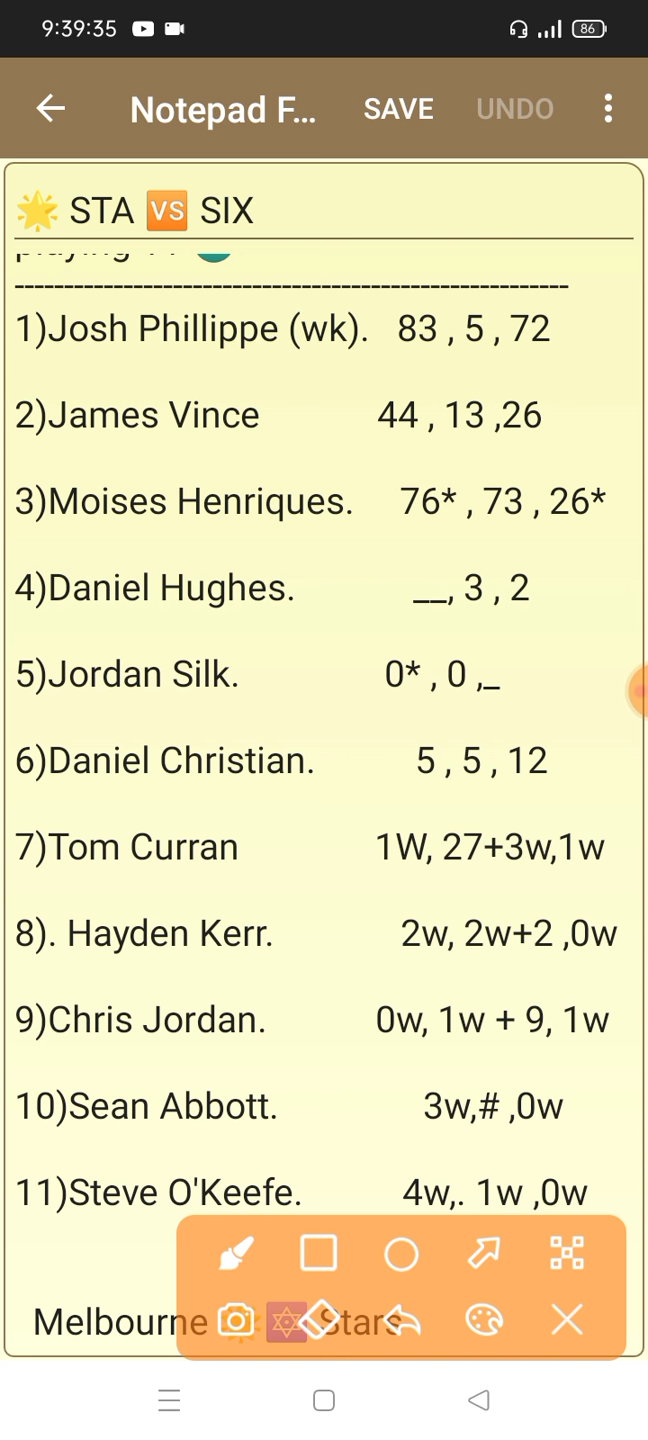 9:39:35 86
Notepad F... SAVE UNDO
🌟 STA 🆚 SIX
playing 11
-------------------------------------------------------
1)Josh Phillippe (wk). 83 , 5 , 72
2)James Vince 44 , 13 ,26
3)Moises Henriques. 76* , 73 , 26*
4)Daniel Hughes. __, 3 , 2
5)Jordan Silk. 0* , 0 ,_
6)Daniel Christian. 5 , 5 , 12
7)Tom Curran 1W, 27+3w,1w
8). Hayden Kerr. 2w, 2w+2 ,0w
9)Chris Jordan. 0w, 1w + 9, 1w
10)Sean Abbott. 3w,# ,0w
11)Steve O'Keefe. 4w,. 1w ,0w
Melbourne 🌟 🔯 Stars